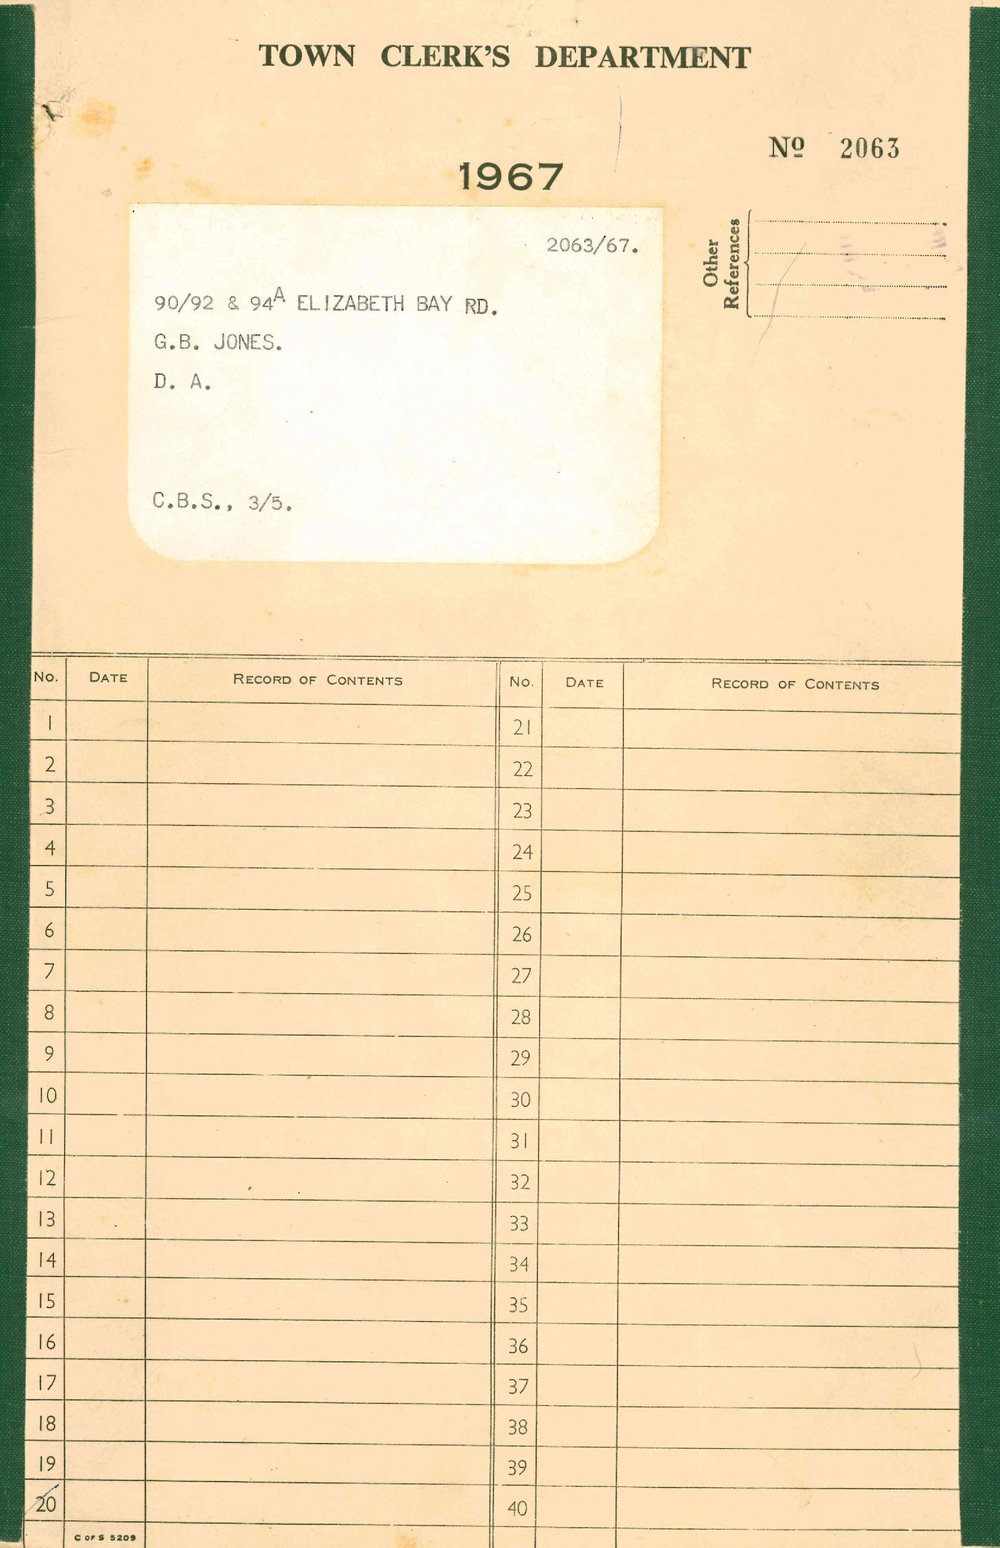 TOWN CLERK'S DEPARTMENT
Nº 2063
1967
Other
References
2063/67.
90/92 & 94A ELIZABETH BAY RD.
G.B. JONES.
D. A.
C.B.S., 3/5.
No. DATE RECORD OF CONTENTS No. DATE RECORD OF CONTENTS
1 21
2 22
3 23
4 24
5 25
6 26
7 27
8 28
9 29
10 30
11 31
12 32
13 33
14 34
15 35
16 36
17 37
18 38
19 39
20 40
C OF S 5209